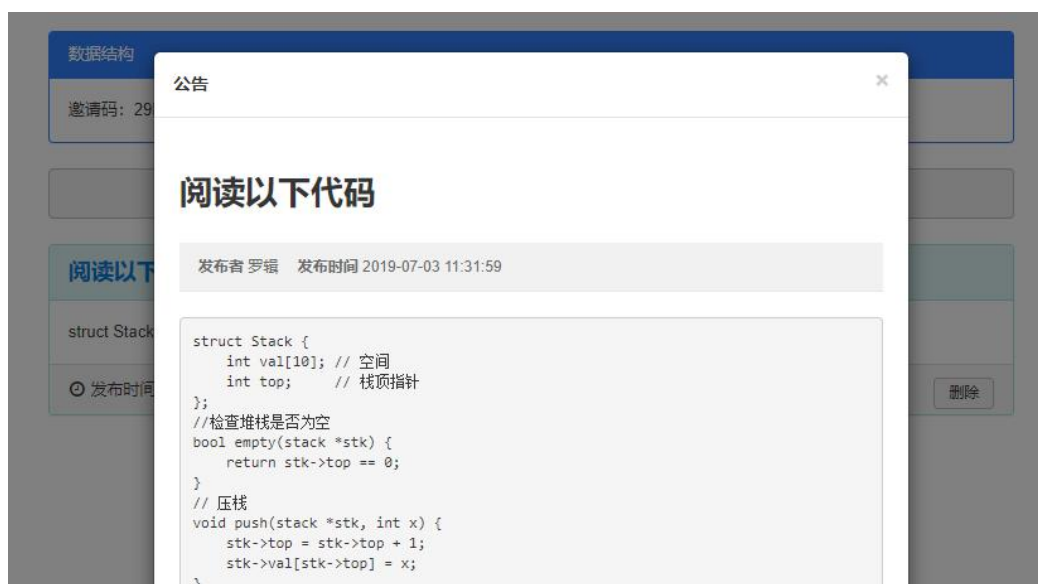 数据结构
公告
×
邀请码：29
阅读以下代码
阅读以下
发布者 罗辑 发布时间 2019-07-03 11:31:59
struct Stack
struct Stack {
    int val[10]; // 空间
    int top;     // 栈顶指针
};
//检查堆栈是否为空
bool empty(stack *stk) {
    return stk->top == 0;
}
// 压栈
void push(stack *stk, int x) {
    stk->top = stk->top + 1;
    stk->val[stk->top] = x;
}
发布时间
删除